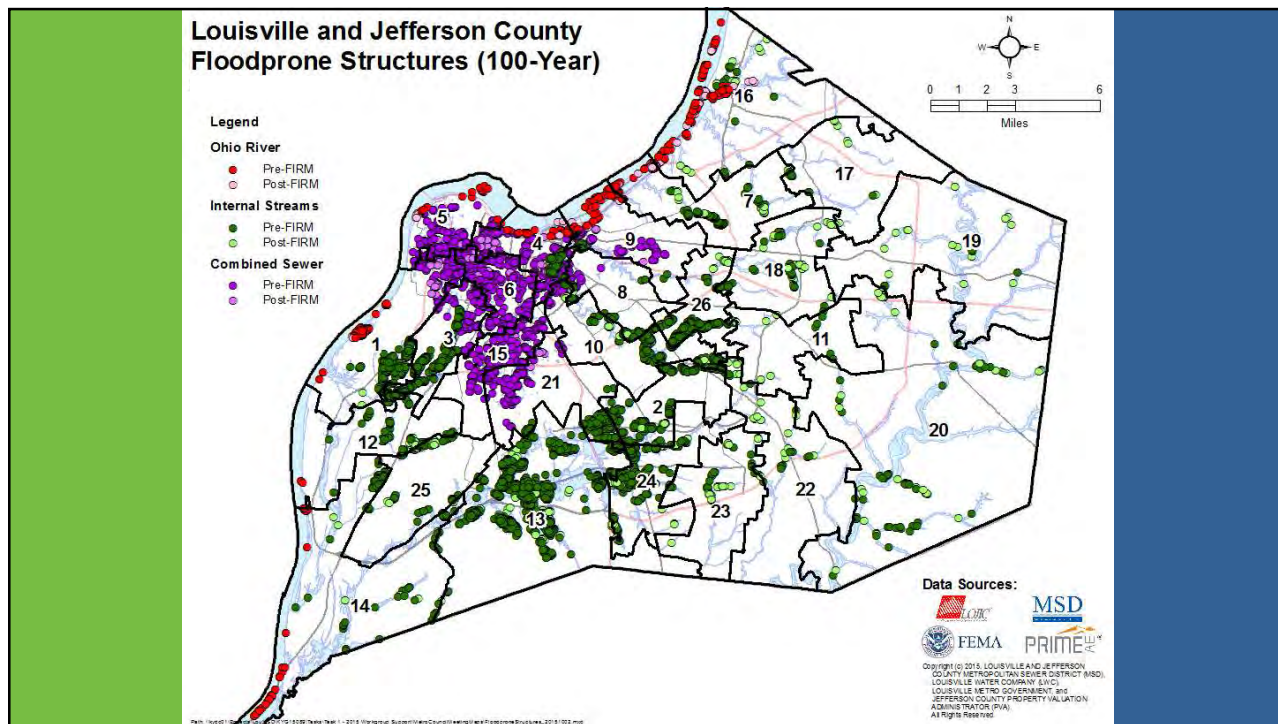 Louisville and Jefferson County
Floodprone Structures (100-Year)
N
W
E
S
0 1 2 3 6
Miles
Legend
Ohio River
Pre-FIRM
Post-FIRM
Internal Streams
Pre-FIRM
Post-FIRM
Combined Sewer
Pre-FIRM
Post-FIRM
16
17
7
5
19
9
4
18
6
8
26
1
3
15
10
11
21
2
12
20
25
24
22
23
13
14
Data Sources:
LOJIC
MSD
FEMA
PRIME AE
Copyright (c) 2015, LOUISVILLE AND JEFFERSON
COUNTY METROPOLITAN SEWER DISTRICT (MSD),
LOUISVILLE WATER COMPANY (LWC),
LOUISVILLE METRO GOVERNMENT, and
JEFFERSON COUNTY PROPERTY VALUATION
ADMINISTRATOR (PVA).
All Rights Reserved.